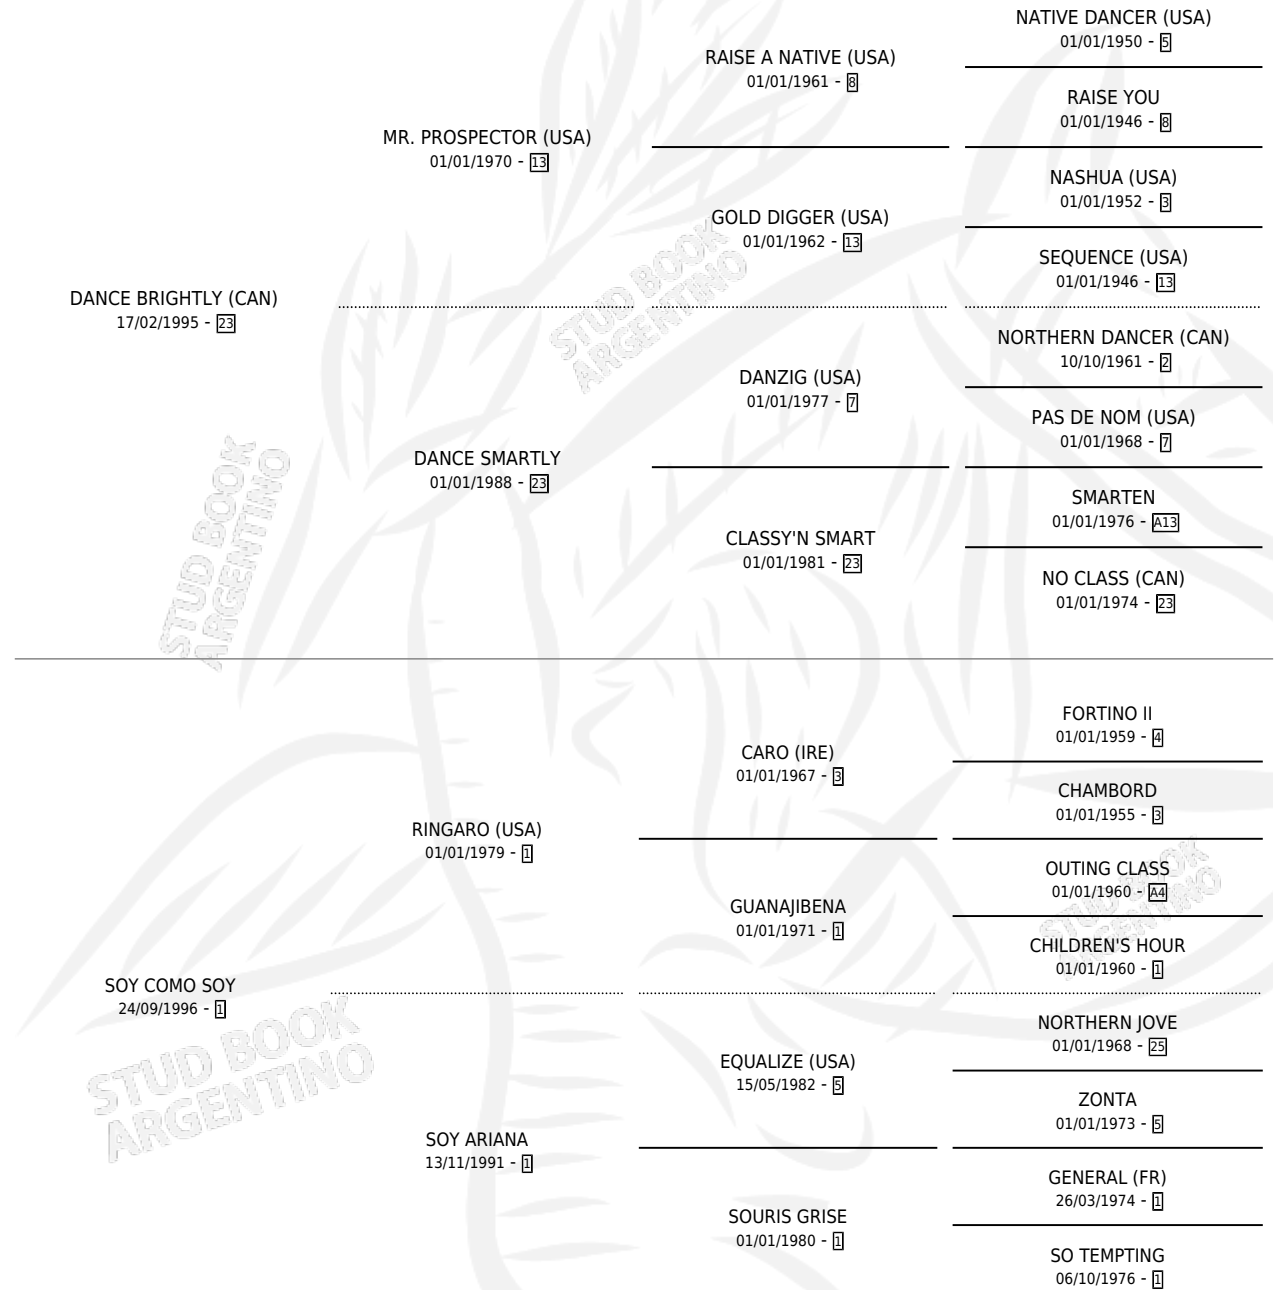 NATIVE DANCER (USA)
01/01/1950 - 5
RAISE A NATIVE (USA)
01/01/1961 - 8
RAISE YOU
01/01/1946 - 8
MR. PROSPECTOR (USA)
01/01/1970 - 13
NASHUA (USA)
01/01/1952 - 3
GOLD DIGGER (USA)
01/01/1962 - 13
SEQUENCE (USA)
01/01/1946 - 13
DANCE BRIGHTLY (CAN)
17/02/1995 - 23
NORTHERN DANCER (CAN)
10/10/1961 - 2
DANZIG (USA)
01/01/1977 - 7
PAS DE NOM (USA)
01/01/1968 - 7
DANCE SMARTLY
01/01/1988 - 23
SMARTEN
01/01/1976 - A13
CLASSY'N SMART
01/01/1981 - 23
NO CLASS (CAN)
01/01/1974 - 23
FORTINO II
01/01/1959 - 4
CARO (IRE)
01/01/1967 - 3
CHAMBORD
01/01/1955 - 3
RINGARO (USA)
01/01/1979 - 1
OUTING CLASS
01/01/1960 - A4
GUANAJIBENA
01/01/1971 - 1
CHILDREN'S HOUR
01/01/1960 - 1
SOY COMO SOY
24/09/1996 - 1
NORTHERN JOVE
01/01/1968 - 25
EQUALIZE (USA)
15/05/1982 - 5
ZONTA
01/01/1973 - 5
SOY ARIANA
13/11/1991 - 1
GENERAL (FR)
26/03/1974 - 1
SOURIS GRISE
01/01/1980 - 1
SO TEMPTING
06/10/1976 - 1
STUD BOOK
ARGENTINO
STUD BOOK
ARGENTINO
STUD BOOK
ARGENTINO
STUD BOOK
ARGENTINO